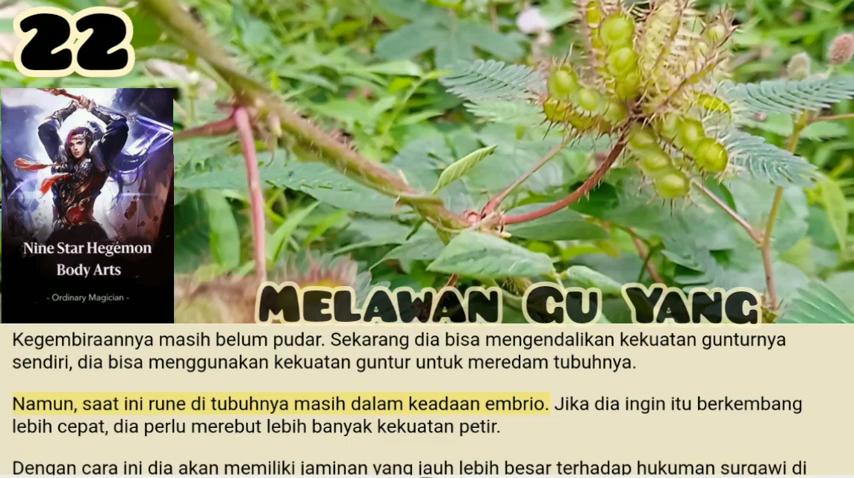 22
Nine Star Hegemon
Body Arts
- Ordinary Magician -
MELAWAN GU YANG
Kegembiraannya masih belum pudar. Sekarang dia bisa mengendalikan kekuatan gunturnya
sendiri, dia bisa menggunakan kekuatan guntur untuk meredam tubuhnya.
Namun, saat ini rune di tubuhnya masih dalam keadaan embrio. Jika dia ingin itu berkembang
lebih cepat, dia perlu merebut lebih banyak kekuatan petir.
Dengan cara ini dia akan memiliki jaminan yang jauh lebih besar terhadap hukuman surgawi di